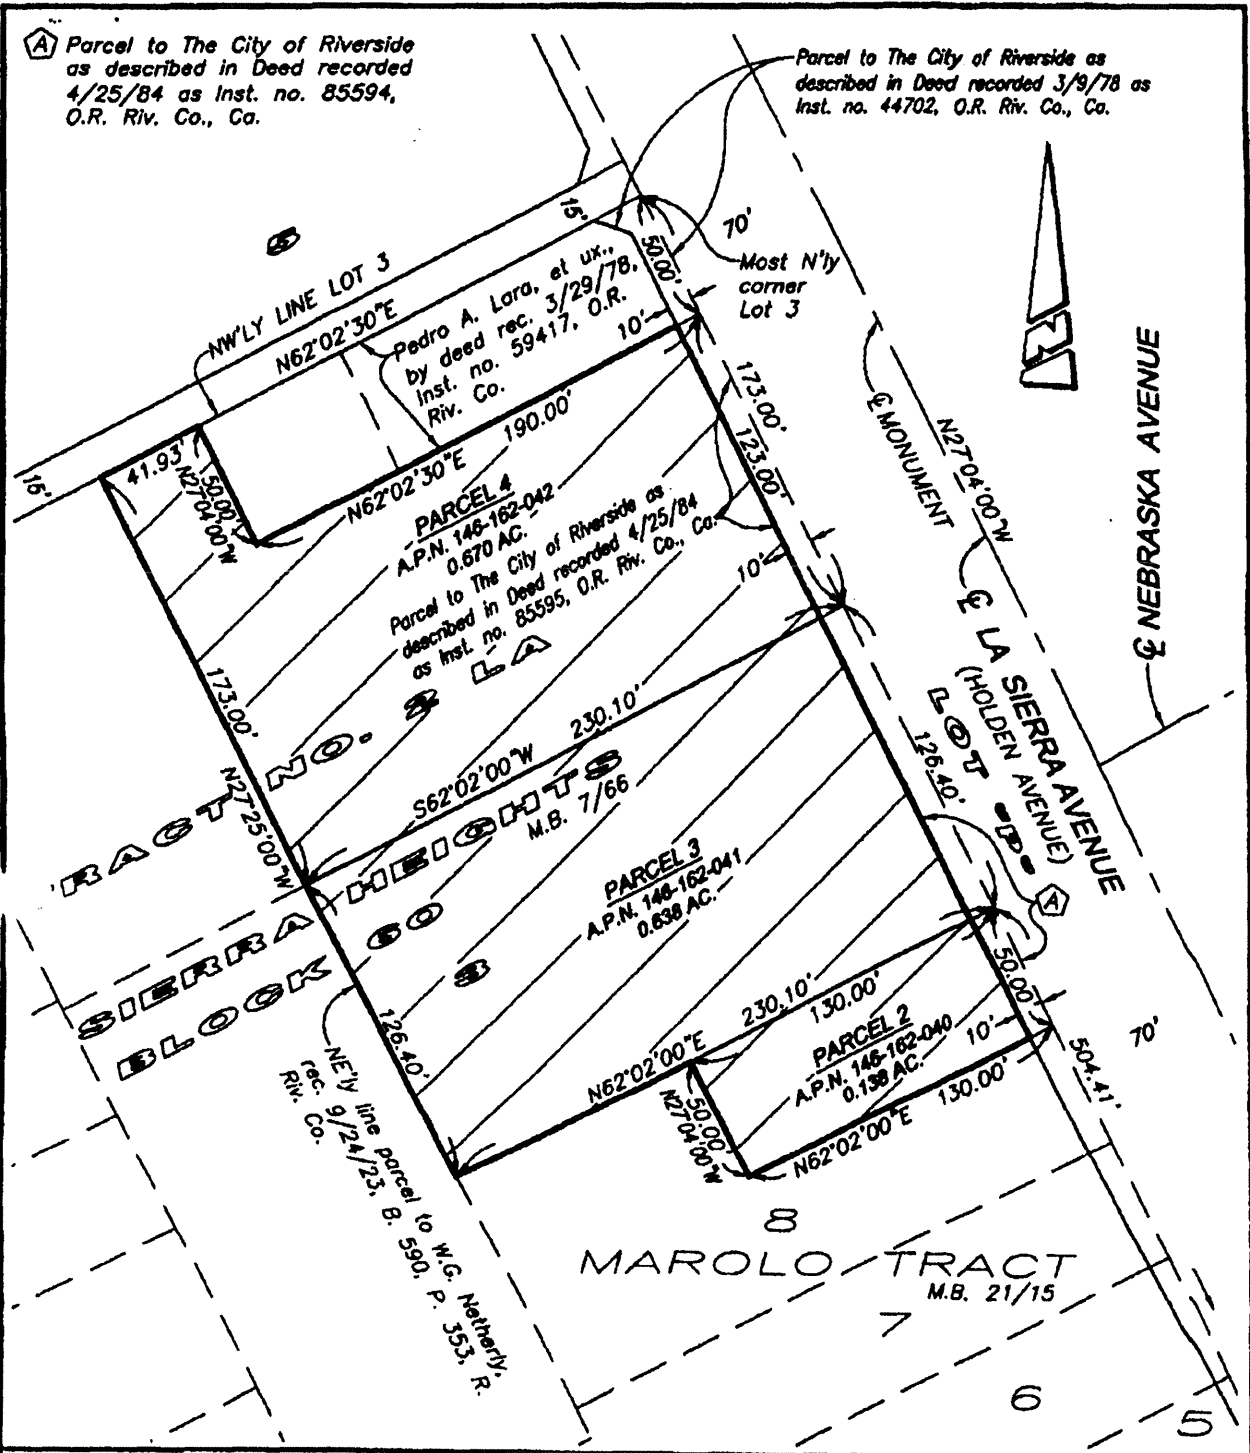 A
Parcel to The City of Riverside
as described in Deed recorded
4/25/84 as Inst. no. 85594,
O.R. Riv. Co., Ca.
Parcel to The City of Riverside as
described in Deed recorded 3/9/78 as
Inst. no. 44702, O.R. Riv. Co., Ca.
15'
70'
50.00'
Most N'ly
corner
Lot 3
NW'LY LINE LOT 3
N62°02'30"E
Pedro A. Lara, et ux.,
by deed rec. 3/29/78,
Inst. no. 59417, O.R.
Riv. Co.
10'
190.00'
N62°02'30"E
15'
41.93'
50.00'
N27°04'00"W
173.00'
123.00'
℄ MONUMENT
N27°04'00"W
℄ NEBRASKA AVENUE
PARCEL 4
A.P.N. 146-162-042
0.670 AC.
Parcel to The City of Riverside as
described in Deed recorded 4/25/84
as Inst. no. 85595, O.R. Riv. Co., Ca.
10'
173.00'
N27°25'00"W
S62°02'00"W
230.10'
℄ LA SIERRA AVENUE
(HOLDEN AVENUE)
LOT "P"
126.40'
A
RACT NO. 2 LA
SIERRA HEIGHTS
M.B. 7/66
BLOCK 60
3
PARCEL 3
A.P.N. 146-162-041
0.638 AC.
126.40'
NE'ly line parcel to W.G. Netherly,
rec. 9/24/23, B. 590, P. 353, R.
Riv. Co.
N62°02'00"E
230.10'
130.00'
50.00'
N27°04'00"W
PARCEL 2
A.P.N. 146-162-040
0.138 AC.
10'
50.00'
N62°02'00"E
130.00'
504.41'
70'
8
MAROLO TRACT
M.B. 21/15
7
6
5